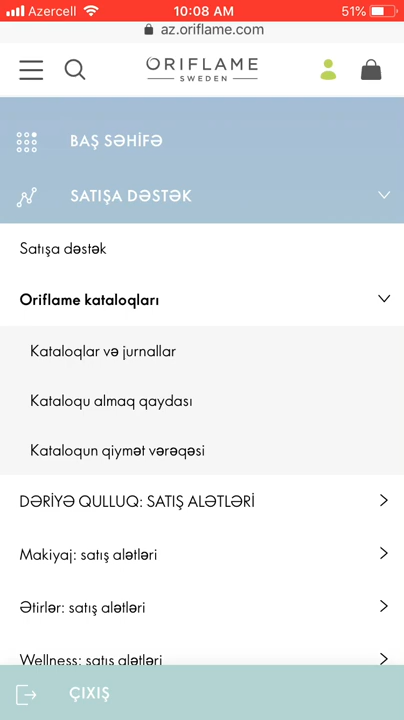 Azercell
10:08 AM
51%
az.oriflame.com
ORIFLAME
SWEDEN
BAŞ SƏHİFƏ
SATIŞA DƏSTƏK
Satışa dəstək
Oriflame kataloqları
Kataloqlar və jurnallar
Kataloqu almaq qaydası
Kataloqun qiymət vərəqəsi
DƏRİYƏ QULLUQ: SATIŞ ALƏTLƏRİ
Makiyaj: satış alətləri
Ətirlər: satış alətləri
Wellness: satış alətləri
ÇIXIŞ